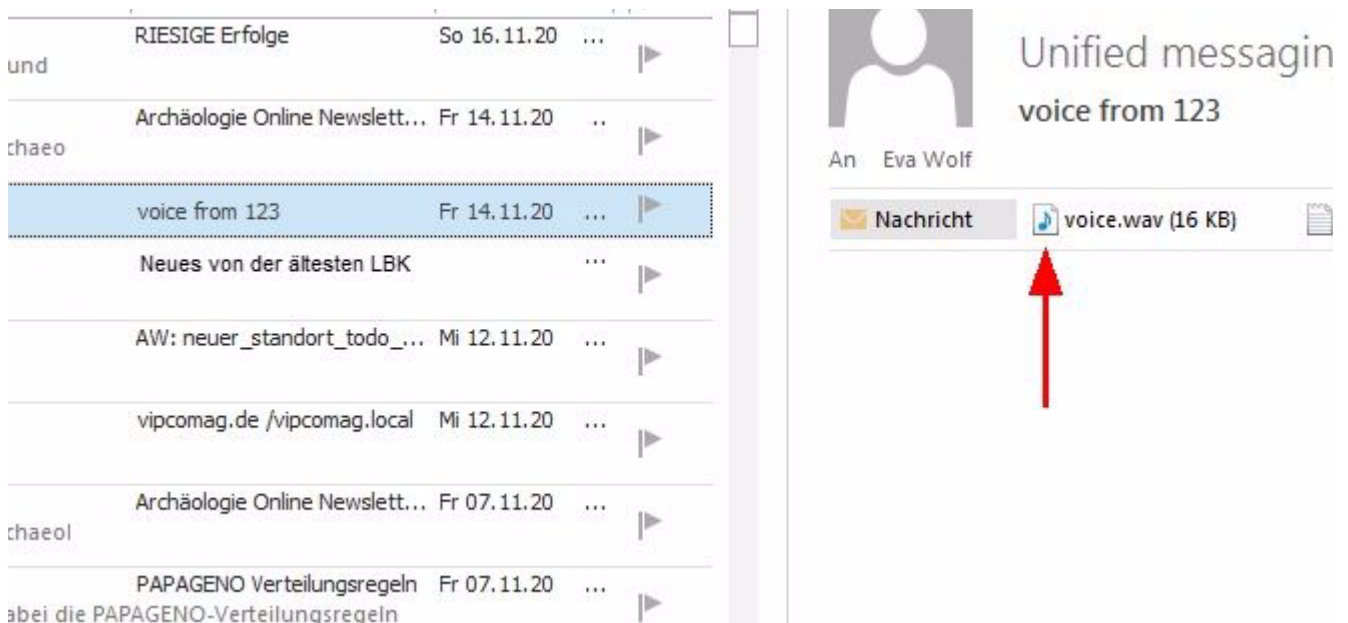 RIESIGE Erfolge So 16.11.20 ...
und
Archäologie Online Newslett... Fr 14.11.20 ..
chaeo
voice from 123 Fr 14.11.20 ...
Neues von der ältesten LBK ...
AW: neuer_standort_todo_... Mi 12.11.20 ...
vipcomag.de /vipcomag.local Mi 12.11.20 ...
Archäologie Online Newslett... Fr 07.11.20 ...
chaeol
PAPAGENO Verteilungsregeln Fr 07.11.20 ...
abei die PAPAGENO-Verteilungsregeln
Unified messagin
voice from 123
An Eva Wolf
Nachricht voice.wav (16 KB)